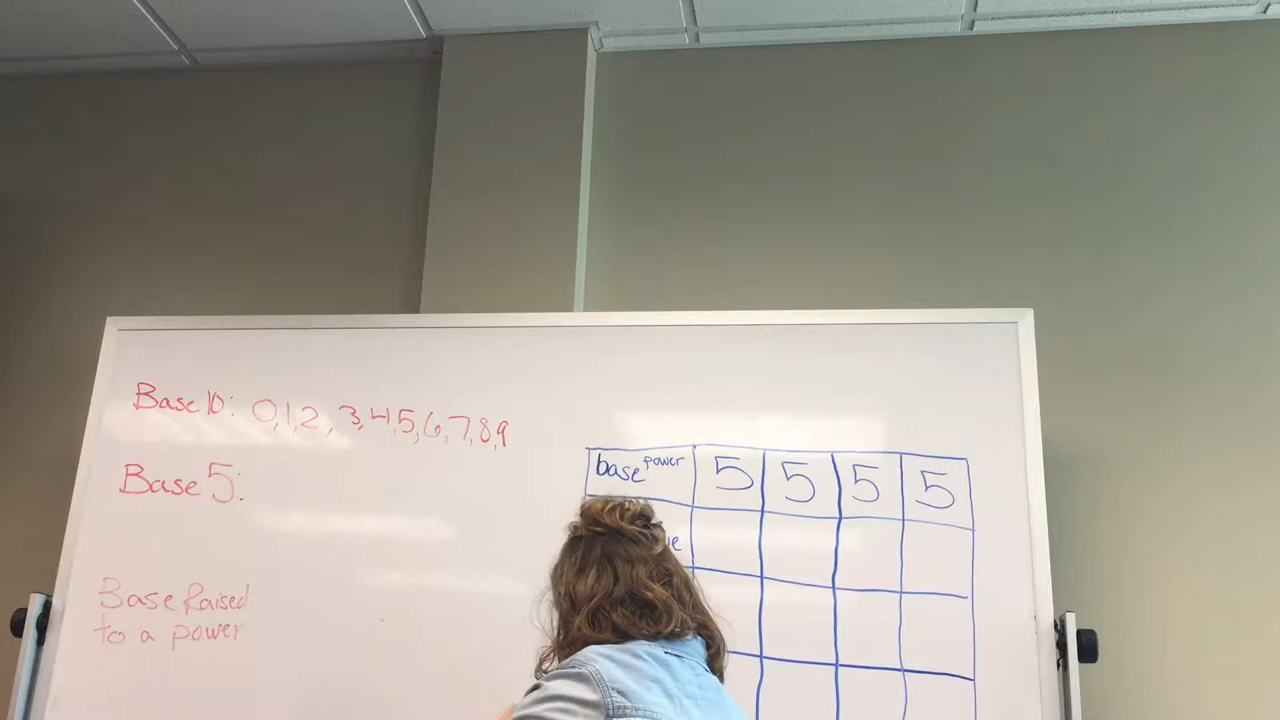 Base 10: 0,1,2, 3,4,5,6,7,8,9
Base 5:
Base Raised
to a power
base power 5 5 5 5